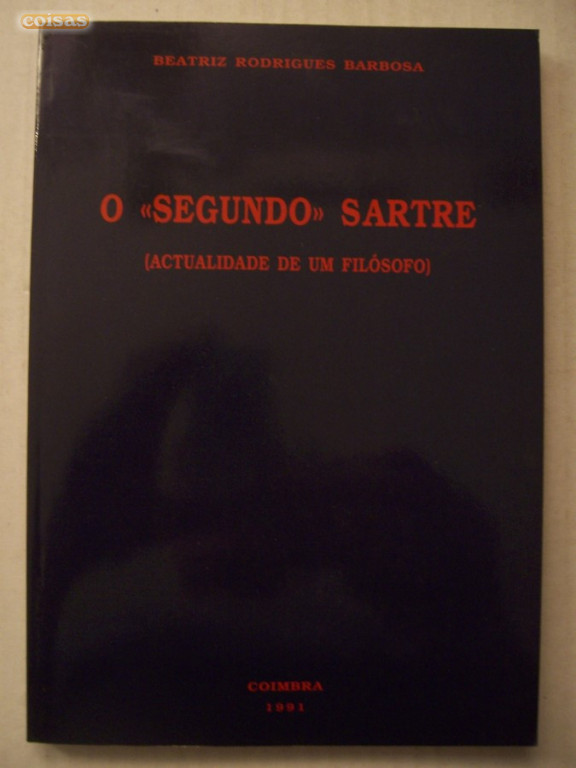 coisas
BEATRIZ RODRIGUES BARBOSA
O «SEGUNDO» SARTRE
(ACTUALIDADE DE UM FILÓSOFO)
COIMBRA
1991